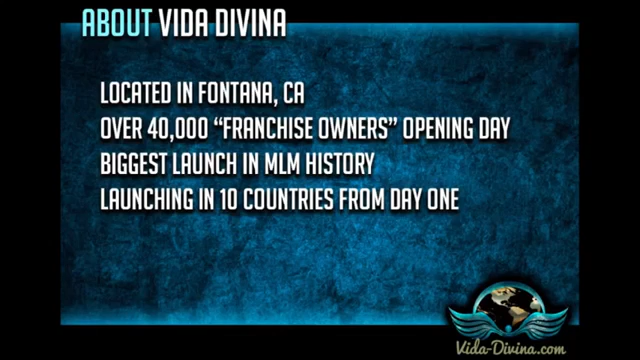 ABOUT VIDA DIVINA
LOCATED IN FONTANA, CA
OVER 40,000 “FRANCHISE OWNERS” OPENING DAY
BIGGEST LAUNCH IN MLM HISTORY
LAUNCHING IN 10 COUNTRIES FROM DAY ONE
Vida-Divina.com